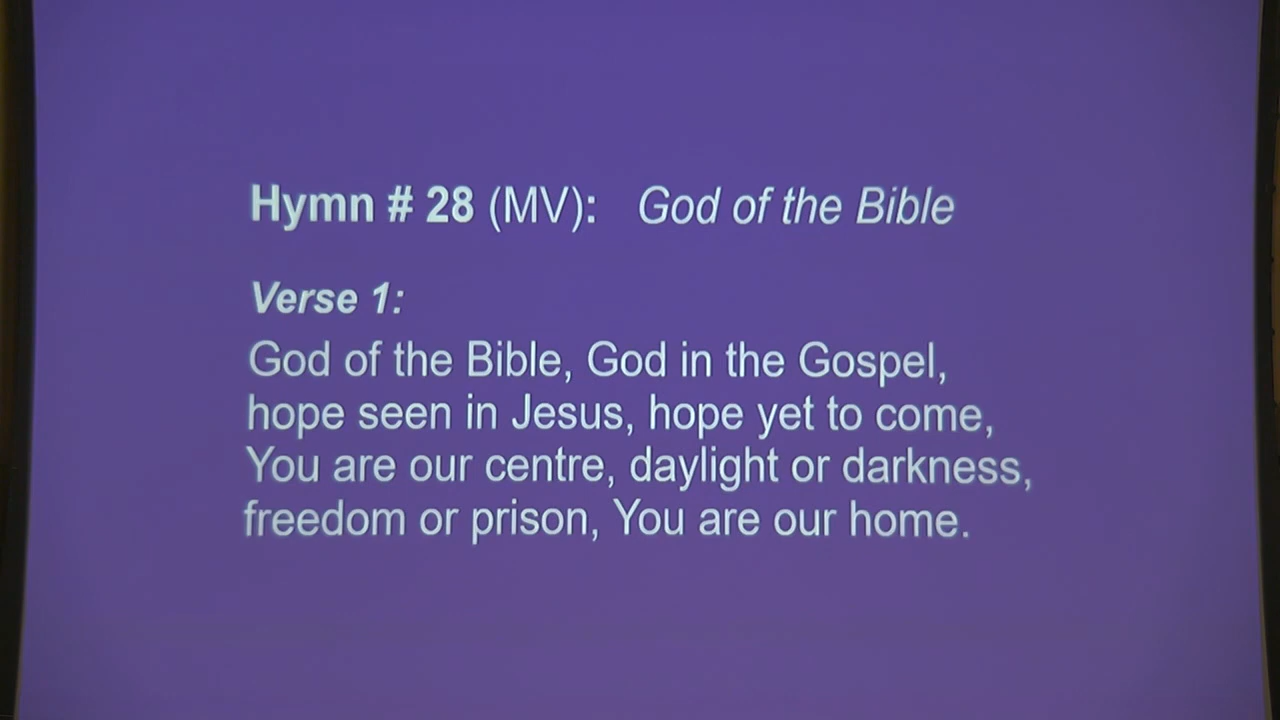 Hymn # 28 (MV): God of the Bible
Verse 1:
God of the Bible, God in the Gospel,
hope seen in Jesus, hope yet to come,
You are our centre, daylight or darkness,
freedom or prison, You are our home.